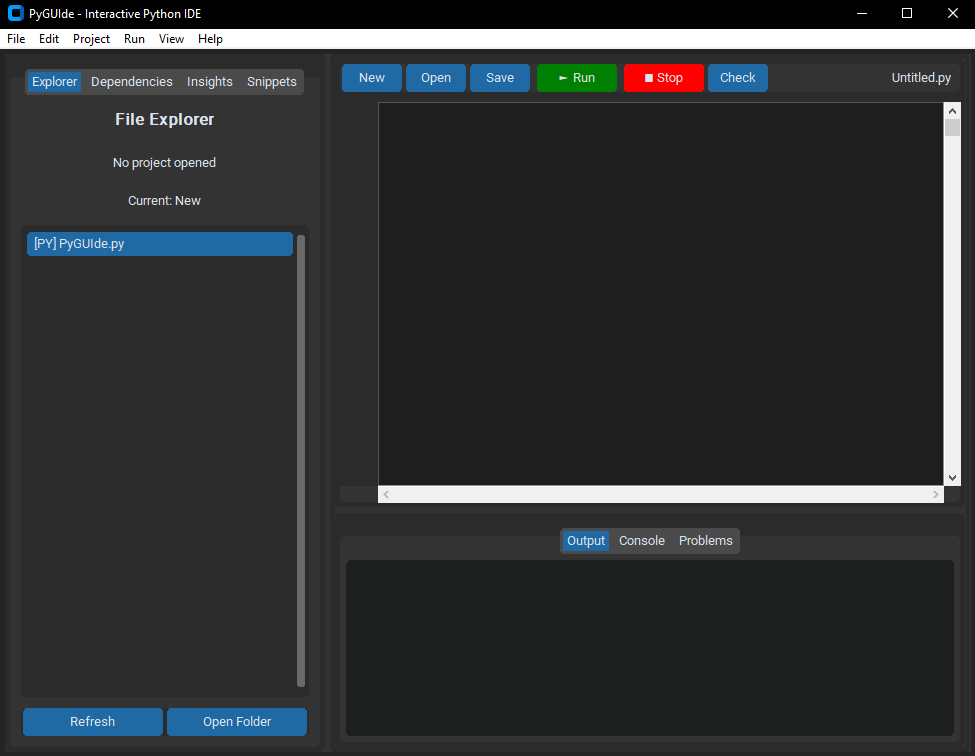 PyGUIde - Interactive Python IDE
File Edit Project Run View Help
Explorer Dependencies Insights Snippets
File Explorer
No project opened
Current: New
[PY] PyGUIde.py
Refresh Open Folder
New Open Save ► Run ■ Stop Check Untitled.py
Output Console Problems